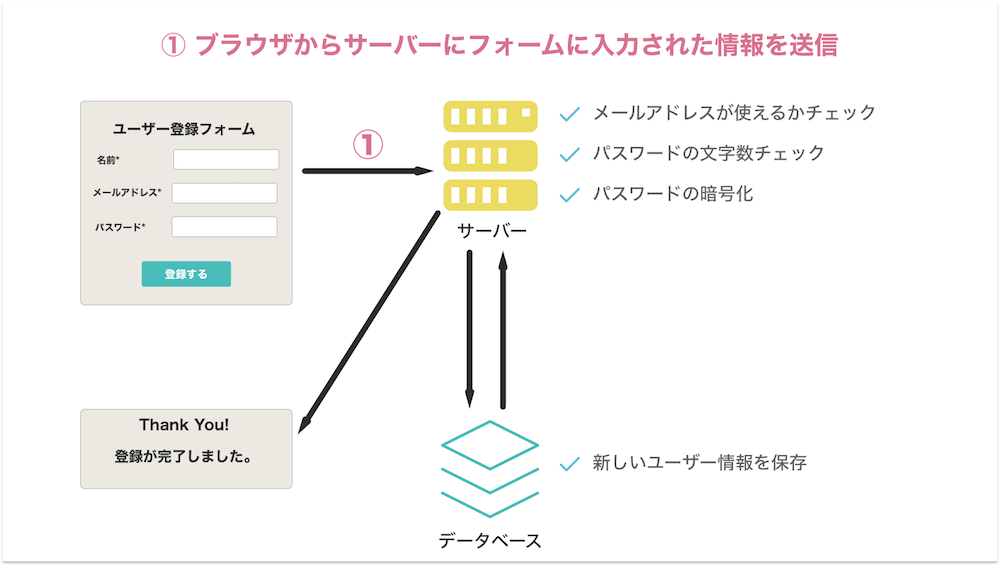 ① ブラウザからサーバーにフォームに入力された情報を送信
ユーザー登録フォーム
名前*
メールアドレス*
パスワード*
登録する
①
サーバー
メールアドレスが使えるかチェック
パスワードの文字数チェック
パスワードの暗号化
Thank You!
登録が完了しました。
新しいユーザー情報を保存
データベース